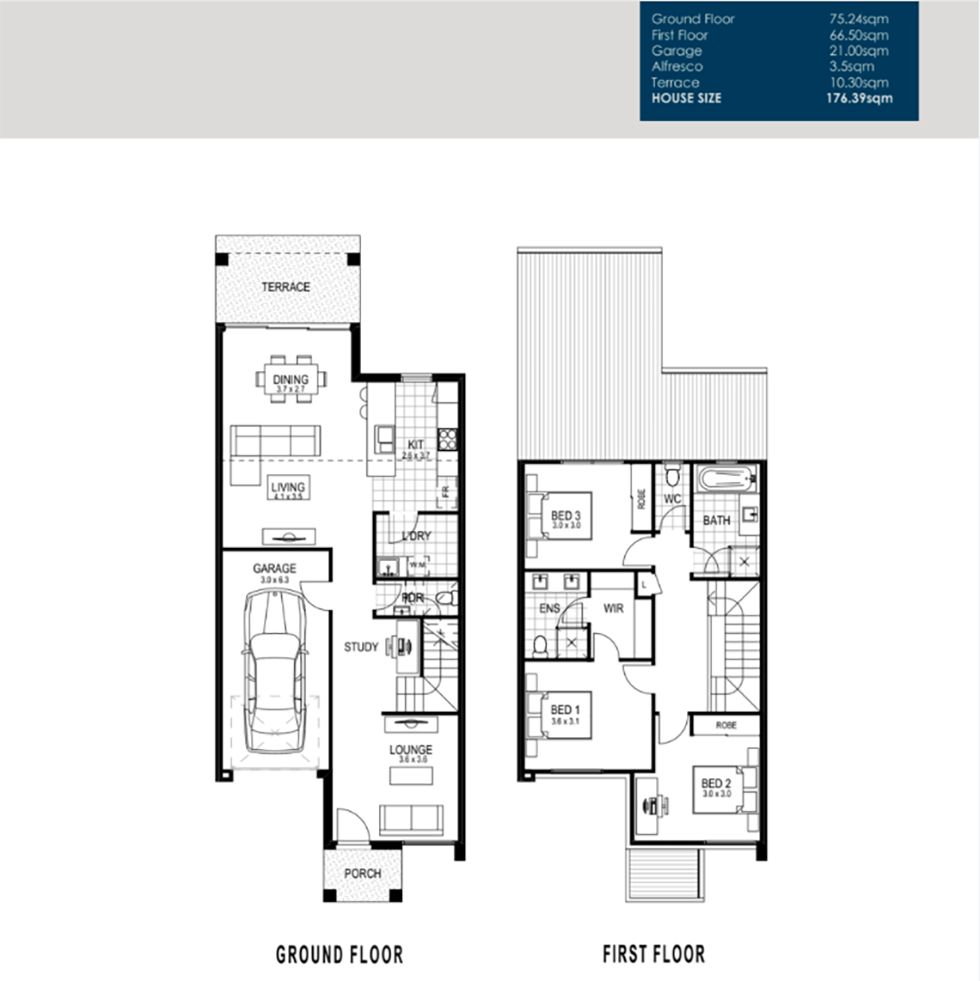 Ground Floor 75.24sqm
First Floor 66.50sqm
Garage 21.00sqm
Alfresco 3.5sqm
Terrace 10.30sqm
HOUSE SIZE 176.39sqm
TERRACE
DINING
3.7 x 2.7
KIT
2.6 x 3.7
LIVING
4.1 x 3.5
FR
L'DRY
W.M
GARAGE
3.0 x 6.3
PDR
STUDY
LOUNGE
3.6 x 3.6
PORCH
GROUND FLOOR
BED 3
3.0 x 3.0
ROBE
WC
BATH
L
ENS
WIR
BED 1
3.6 x 3.1
ROBE
BED 2
3.0 x 3.0
FIRST FLOOR